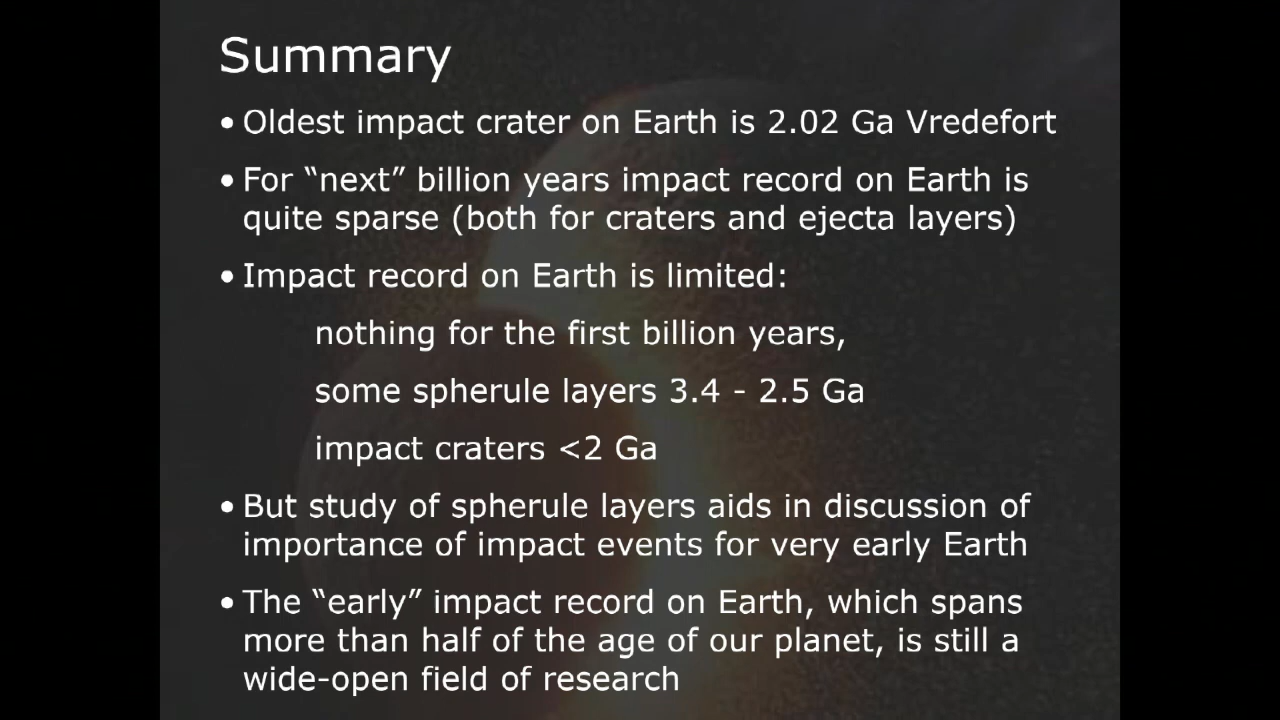 Summary
• Oldest impact crater on Earth is 2.02 Ga Vredefort
• For “next” billion years impact record on Earth is
quite sparse (both for craters and ejecta layers)
• Impact record on Earth is limited:
nothing for the first billion years,
some spherule layers 3.4 - 2.5 Ga
impact craters <2 Ga
• But study of spherule layers aids in discussion of
importance of impact events for very early Earth
• The “early” impact record on Earth, which spans
more than half of the age of our planet, is still a
wide-open field of research